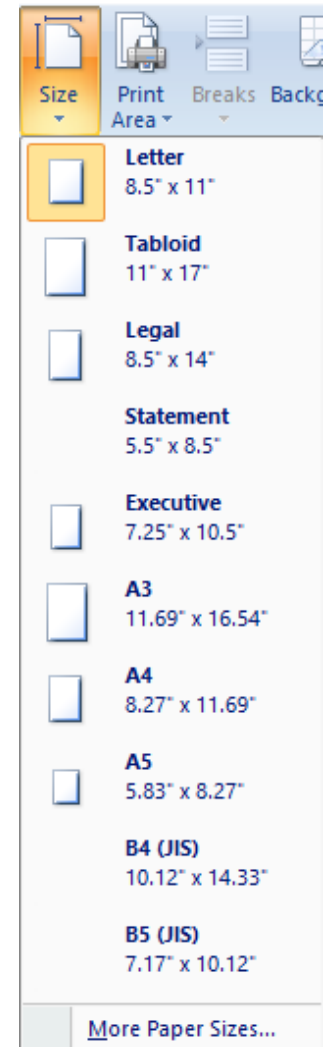 Size Print Breaks
Area
Letter
8.5" x 11"
Tabloid
11" x 17"
Legal
8.5" x 14"
Statement
5.5" x 8.5"
Executive
7.25" x 10.5"
A3
11.69" x 16.54"
A4
8.27" x 11.69"
A5
5.83" x 8.27"
B4 (JIS)
10.12" x 14.33"
B5 (JIS)
7.17" x 10.12"
More Paper Sizes...